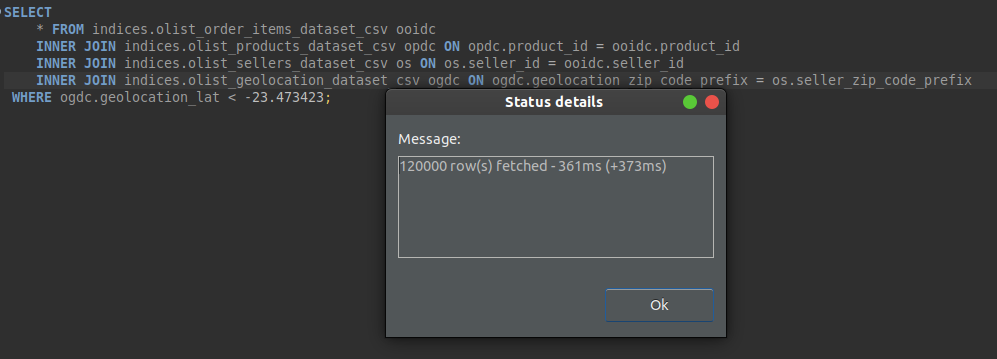 SELECT
* FROM indices.olist_order_items_dataset_csv ooidc
INNER JOIN indices.olist_products_dataset_csv opdc ON opdc.product_id = ooidc.product_id
INNER JOIN indices.olist_sellers_dataset_csv os ON os.seller_id = ooidc.seller_id
INNER JOIN indices.olist_geolocation_dataset_csv ogdc ON ogdc.geolocation_zip_code_prefix = os.seller_zip_code_prefix
WHERE ogdc.geolocation_lat < -23.473423;
Status details
Message:
120000 row(s) fetched - 361ms (+373ms)
Ok